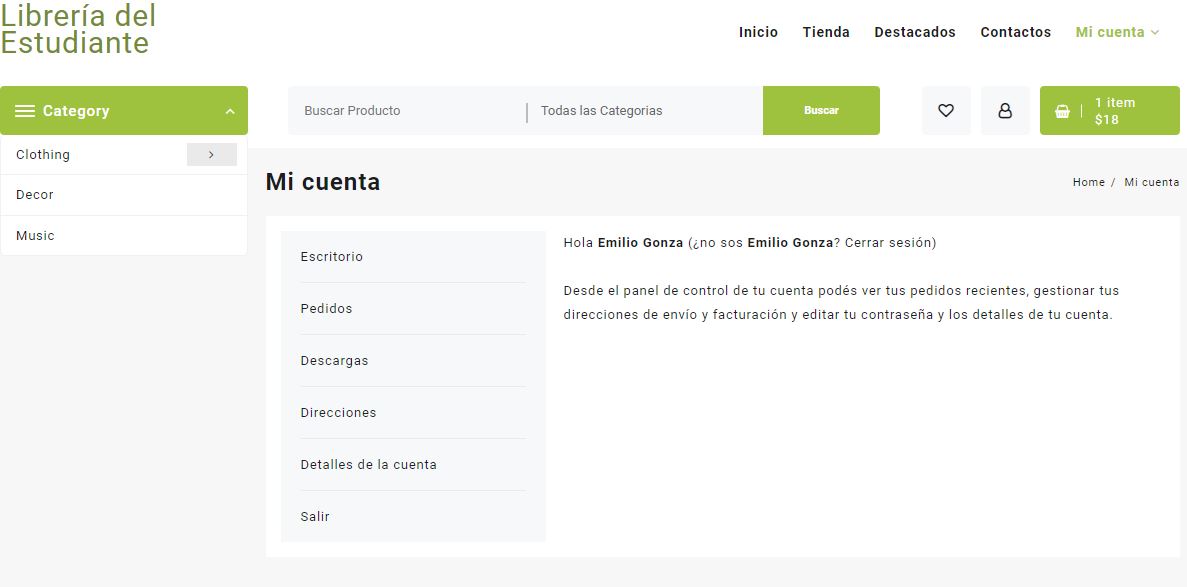 Librería del
Estudiante
Inicio Tienda Destacados Contactos Mi cuenta
Category
Buscar Producto
Todas las Categorias
Buscar
1 item
$18
Clothing
Decor
Music
Mi cuenta
Home / Mi cuenta
Escritorio
Pedidos
Descargas
Direcciones
Detalles de la cuenta
Salir
Hola Emilio Gonza (¿no sos Emilio Gonza? Cerrar sesión)
Desde el panel de control de tu cuenta podés ver tus pedidos recientes, gestionar tus
direcciones de envío y facturación y editar tu contraseña y los detalles de tu cuenta.